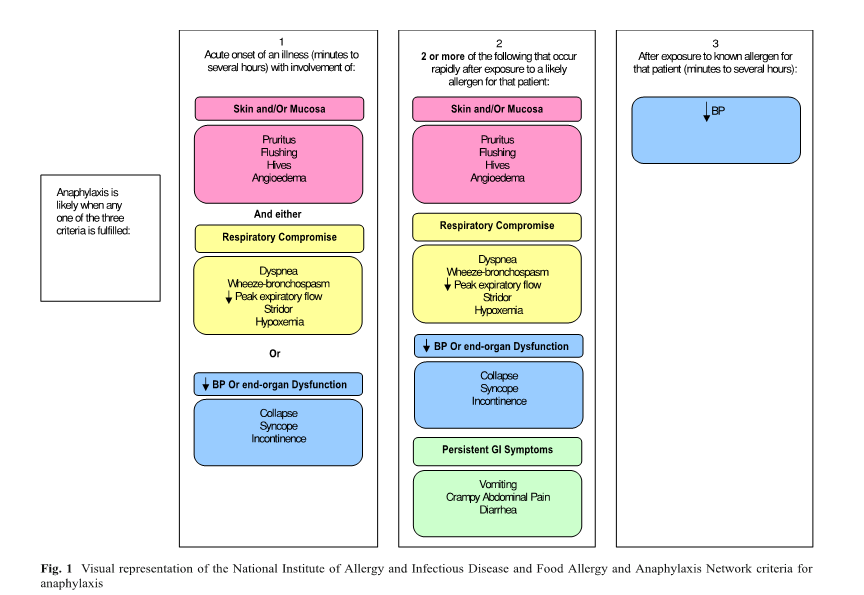 Anaphylaxis is
likely when any
one of the three
criteria is fulfilled:
1
Acute onset of an illness (minutes to
several hours) with involvement of:
Skin and/Or Mucosa
Pruritus
Flushing
Hives
Angioedema
And either
Respiratory Compromise
Dyspnea
Wheeze-bronchospasm
↓ Peak expiratory flow
Stridor
Hypoxemia
Or
↓ BP Or end-organ Dysfunction
Collapse
Syncope
Incontinence
2
2 or more of the following that occur
rapidly after exposure to a likely
allergen for that patient:
Skin and/Or Mucosa
Pruritus
Flushing
Hives
Angioedema
Respiratory Compromise
Dyspnea
Wheeze-bronchospasm
↓ Peak expiratory flow
Stridor
Hypoxemia
↓ BP Or end-organ Dysfunction
Collapse
Syncope
Incontinence
Persistent GI Symptoms
Vomiting
Crampy Abdominal Pain
Diarrhea
3
After exposure to known allergen for
that patient (minutes to several hours):
↓ BP
Fig. 1 Visual representation of the National Institute of Allergy and Infectious Disease and Food Allergy and Anaphylaxis Network criteria for
anaphylaxis